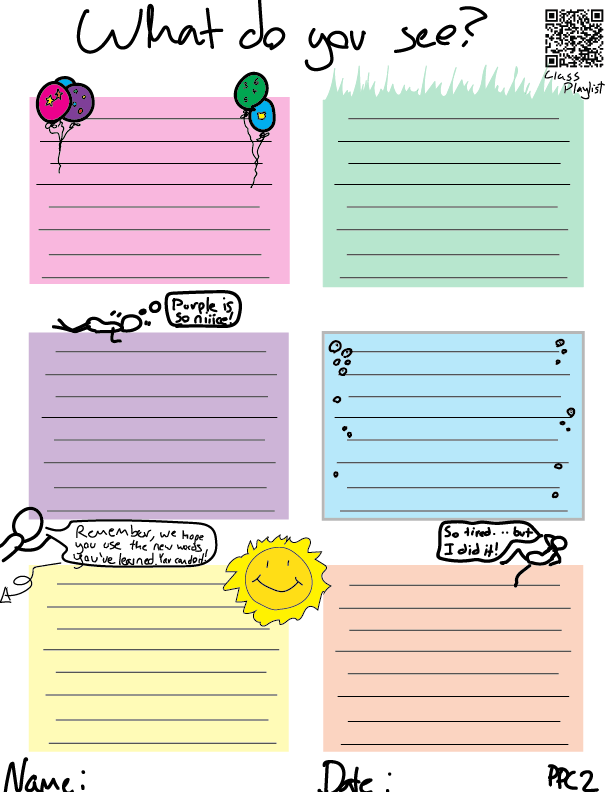 What do you see?
Class
Playlist
Purple is
so niiice!
Remember, we hope
you use the new words
you've learned. You can do it!
So tired... but
I did it!
Name:
Date:
PPC2